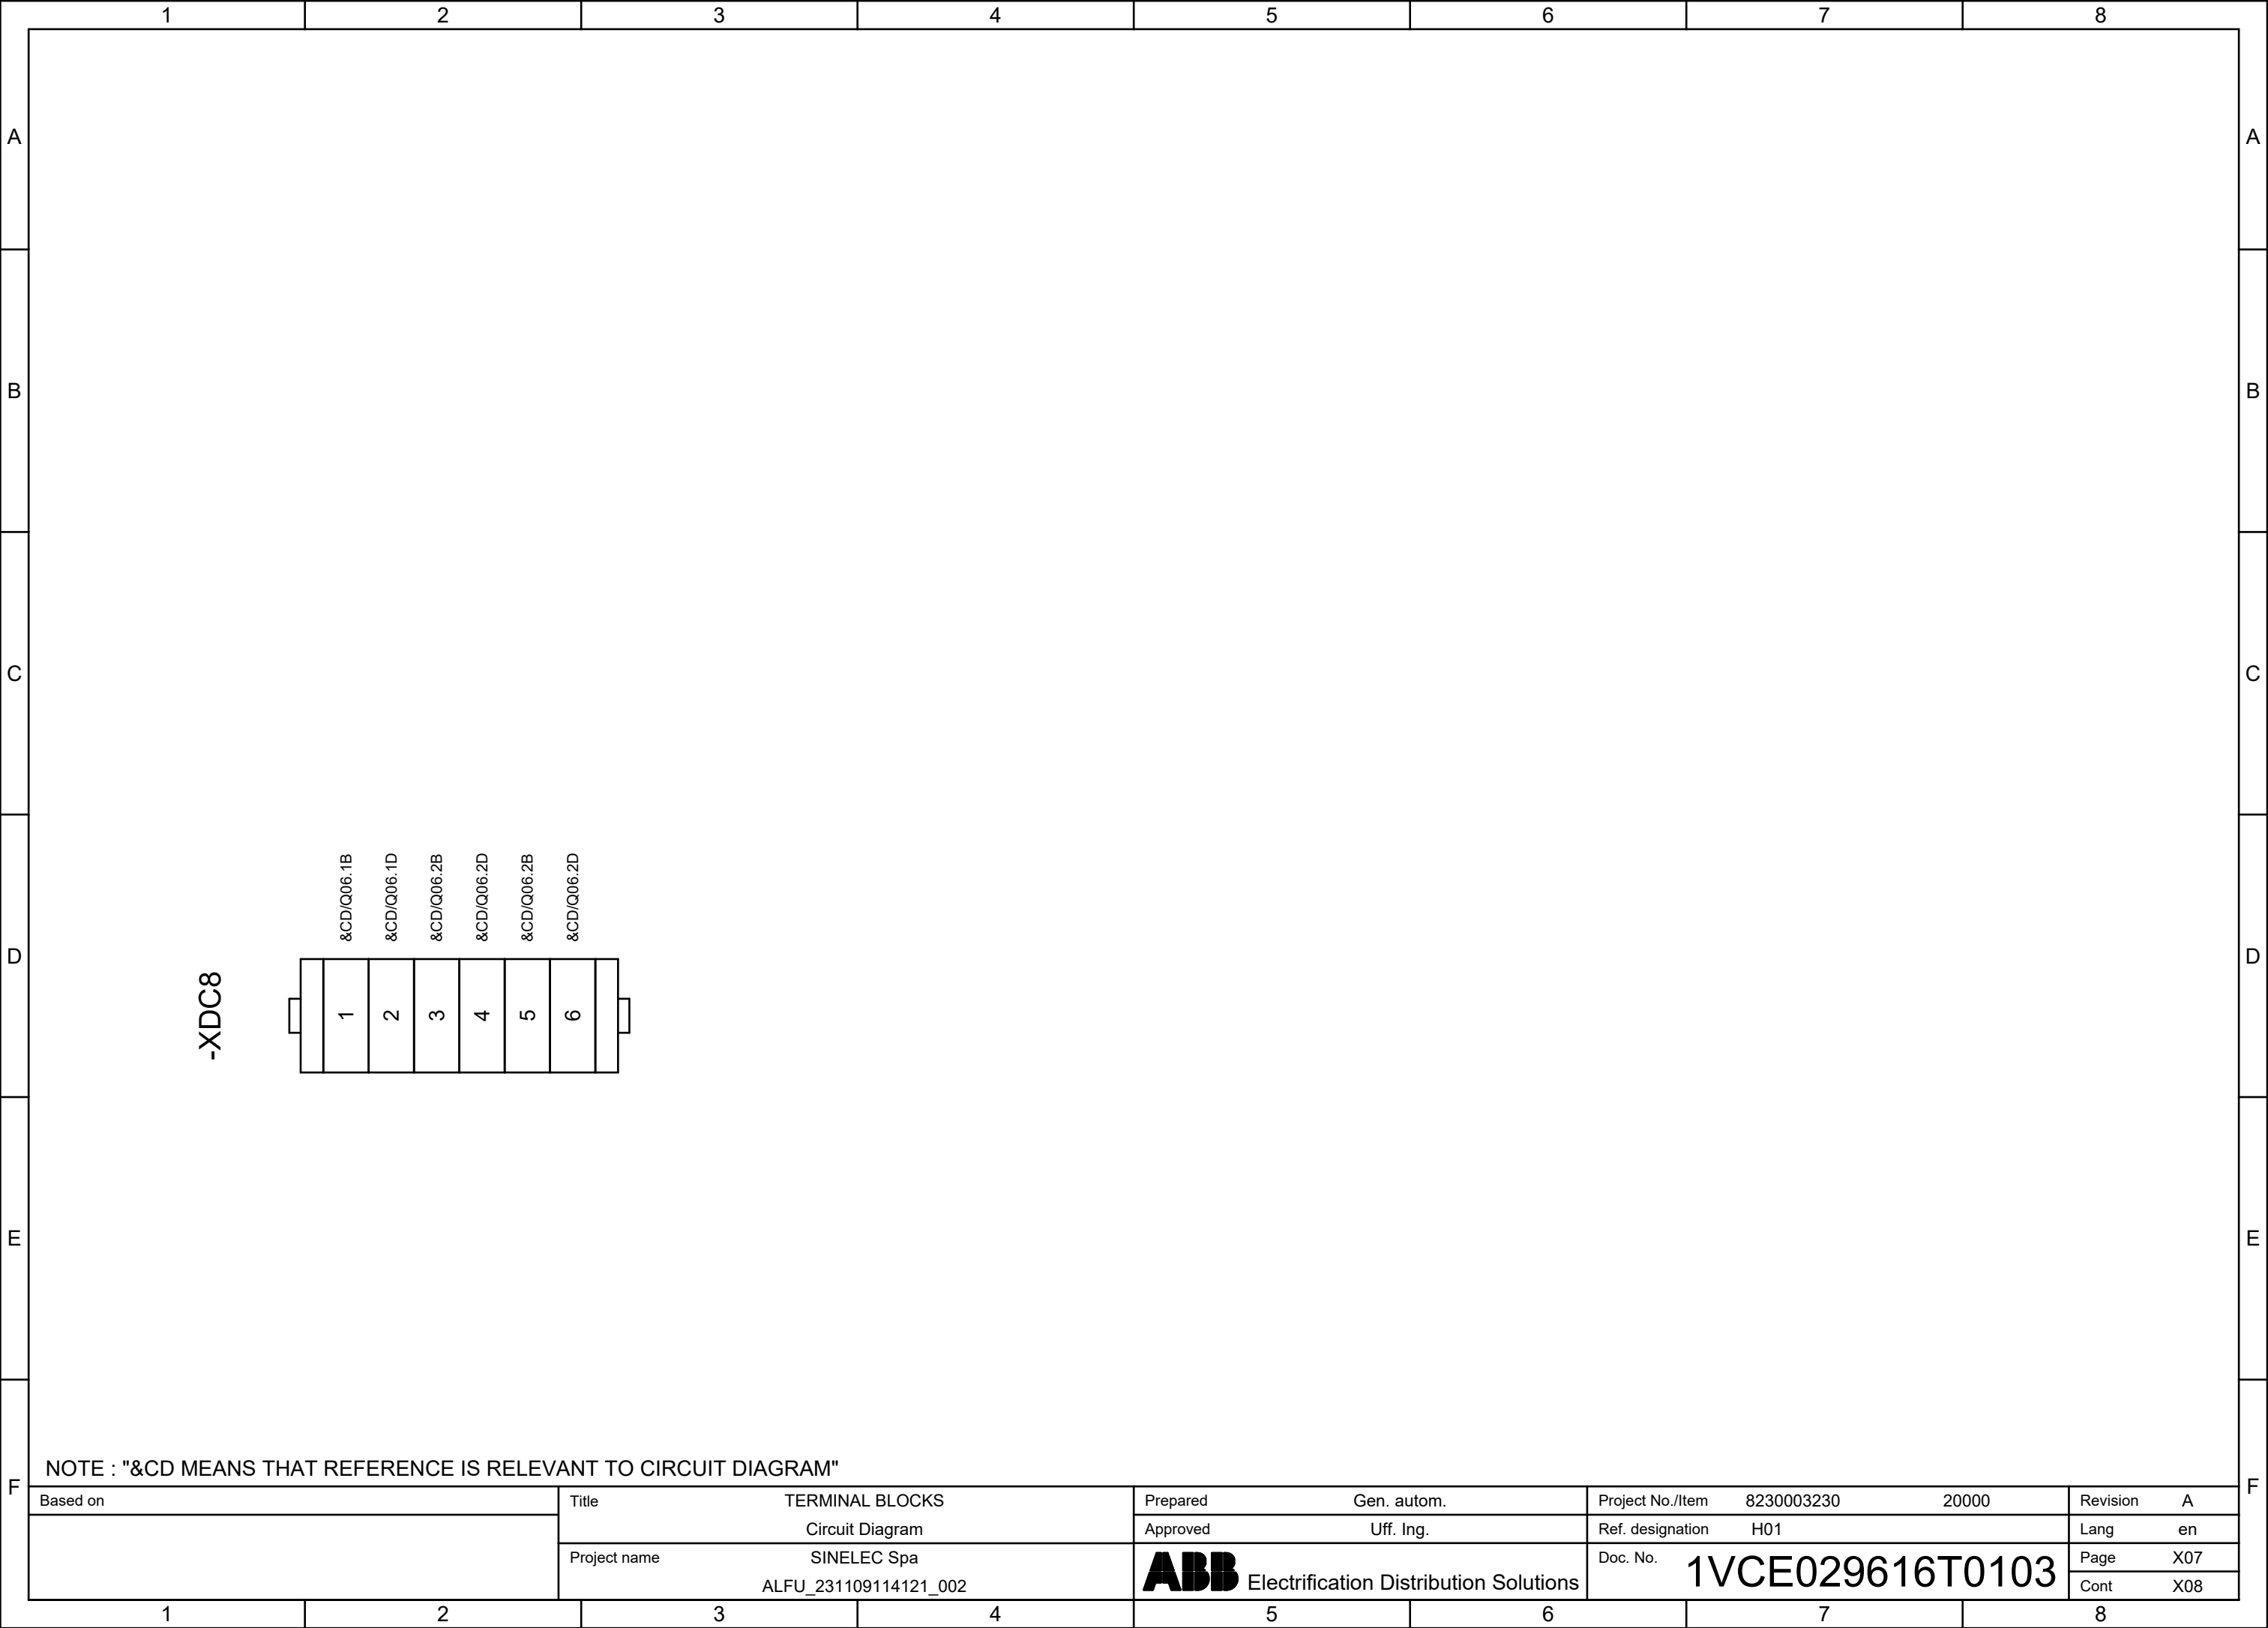 1 2 3 4 5 6 7 8
A A
B B
C C
D D
E E
F F
-XDC8
&CD/Q06.1B
&CD/Q06.1D
&CD/Q06.2B
&CD/Q06.2D
&CD/Q06.2B
&CD/Q06.2D
1 2 3 4 5 6
NOTE : "&CD MEANS THAT REFERENCE IS RELEVANT TO CIRCUIT DIAGRAM"
Based on
Title TERMINAL BLOCKS
Circuit Diagram
Project name SINELEC Spa
ALFU_231109114121_002
Prepared Gen. autom.
Approved Uff. Ing.
ABB Electrification Distribution Solutions
Project No./Item 8230003230 20000
Ref. designation H01
Doc. No. 1VCE029616T0103
Revision A
Lang en
Page X07
Cont X08
1 2 3 4 5 6 7 8